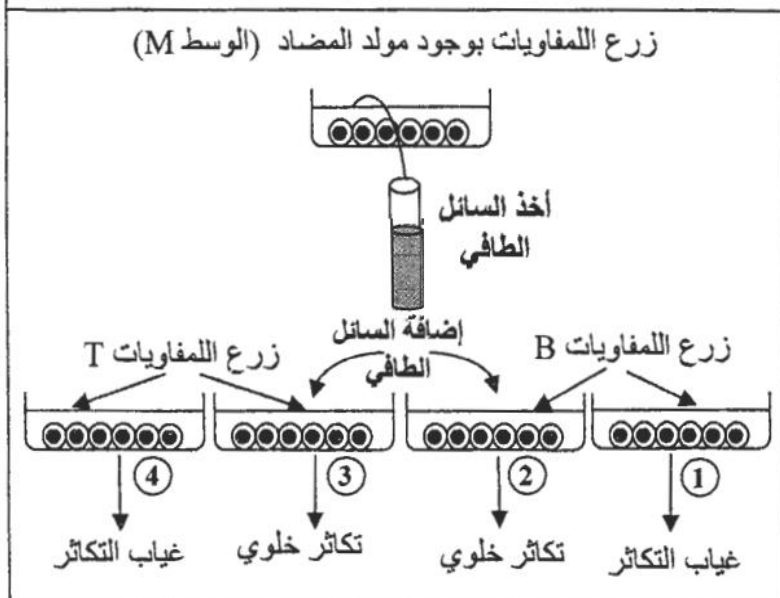 زرع اللمفاويات بوجود مولد المضاد (الوسط M)
أخذ السائل
الطافي
إضافة السائل
الطافي
زرع اللمفاويات B
زرع اللمفاويات T
1
2
3
4
غياب التكاثر
تكاثر خلوي
تكاثر خلوي
غياب التكاثر